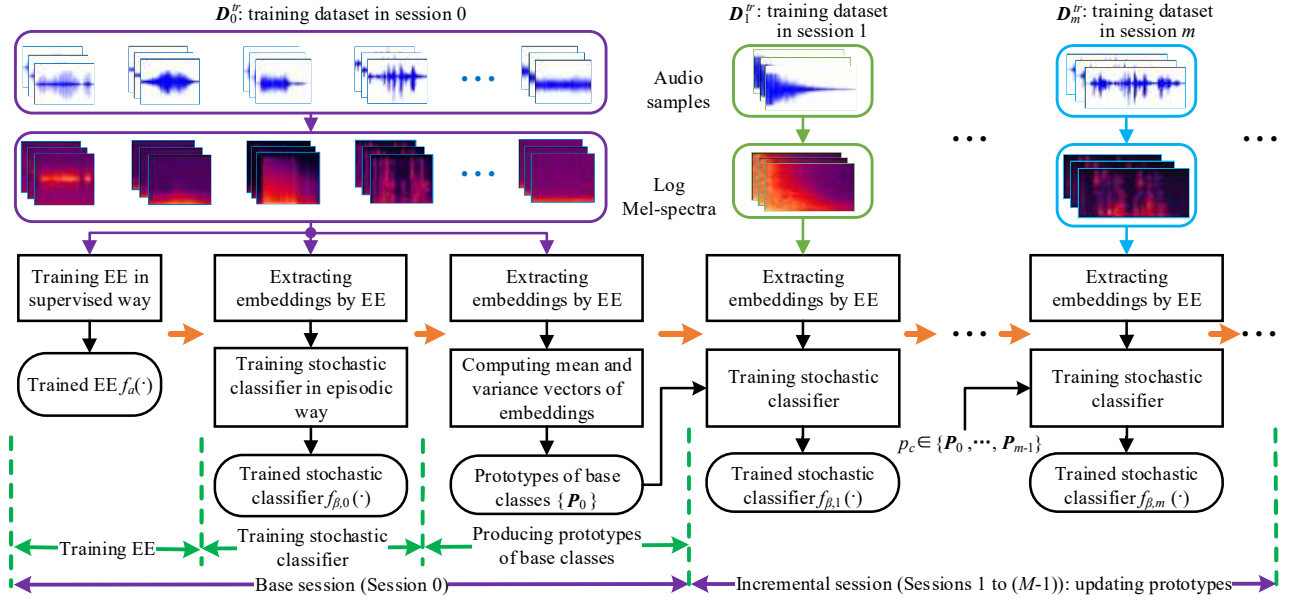 D₀ᵗʳ: training dataset in session 0
D₁ᵗʳ: training dataset
in session 1
Dₘᵗʳ: training dataset
in session m
Audio
samples
Log
Mel-spectra
Training EE in
supervised way
Extracting
embeddings by EE
Extracting
embeddings by EE
Extracting
embeddings by EE
Extracting
embeddings by EE
Trained EE fₐ(·)
Training stochastic
classifier in episodic
way
Computing mean and
variance vectors of
embeddings
Training stochastic
classifier
Training stochastic
classifier
p_c ∈ {P₀ ,⋯, Pₘ₋₁}
Trained stochastic
classifier f_β,0 (·)
Prototypes of base
classes {P₀}
Trained stochastic
classifier f_β,1 (·)
Trained stochastic
classifier f_β,m (·)
Training EE
Training stochastic
classifier
Producing prototypes
of base classes
Base session (Session 0)
Incremental session (Sessions 1 to (M-1)): updating prototypes